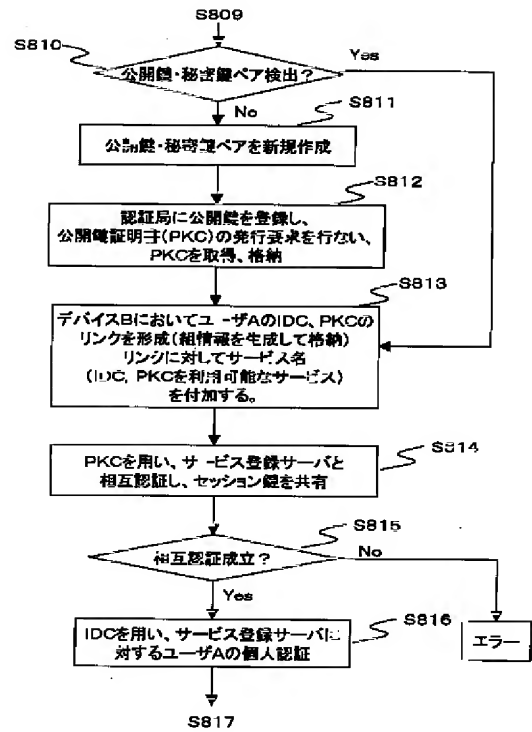 S809
S810
公開鍵・秘密鍵ペア検出?
Yes
No
S811
公開鍵・秘密鍵ペアを新規作成
S812
認証局に公開鍵を登録し、
公開鍵証明書(PKC)の発行要求を行ない、
PKCを取得、格納
S813
デバイスBにおいてユーザAのIDC、PKCの
リンクを形成(組情報を生成して格納)
リンクに対してサービス名
(IDC, PKCを利用可能なサービス)
を付加する。
S814
PKCを用い、サービス登録サーバと
相互認証し、セッション鍵を共有
S815
相互認証成立?
No
Yes
S816
IDCを用い、サービス登録サーバに
対するユーザAの個人認証
エラー
S817